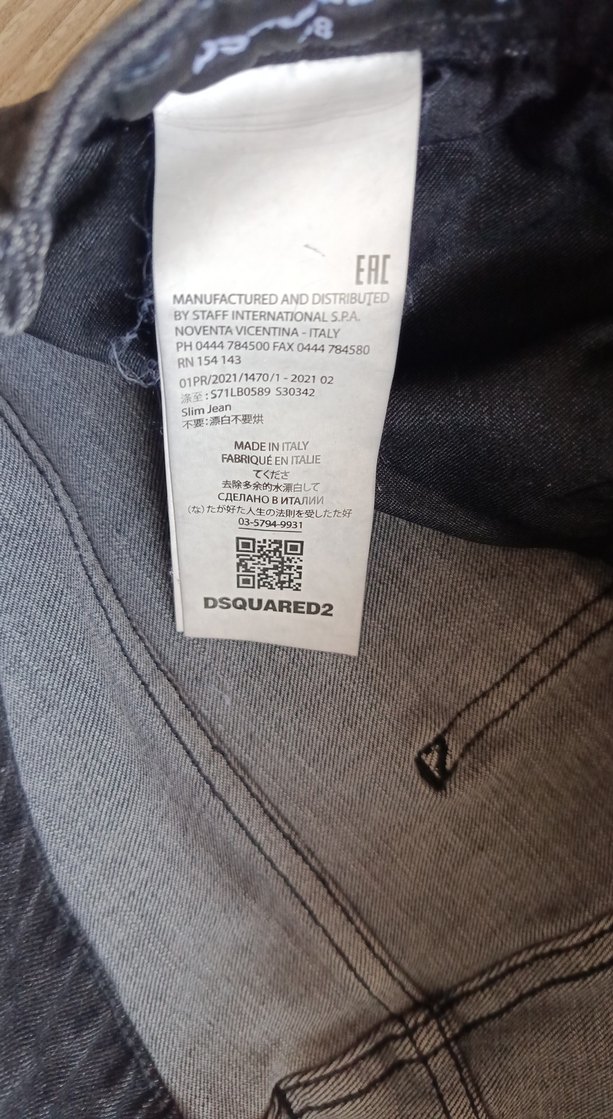 EAC
MANUFACTURED AND DISTRIBUTED
BY STAFF INTERNATIONAL S.P.A.
NOVENTA VICENTINA - ITALY
PH 0444 784500 FAX 0444 784580
RN 154 143
01PR/2021/1470/1 - 2021 02
涤至: S71LB0589 S30342
Slim Jean
不要:漂白不要烘
MADE IN ITALY
FABRIQUÉ EN ITALIE
てくださ
去除多余的水漂白して
СДЕЛАНО В ИТАЛИИ
(な)たが好た人生の法則を受したた好
03-5794-9931
DSQUARED2